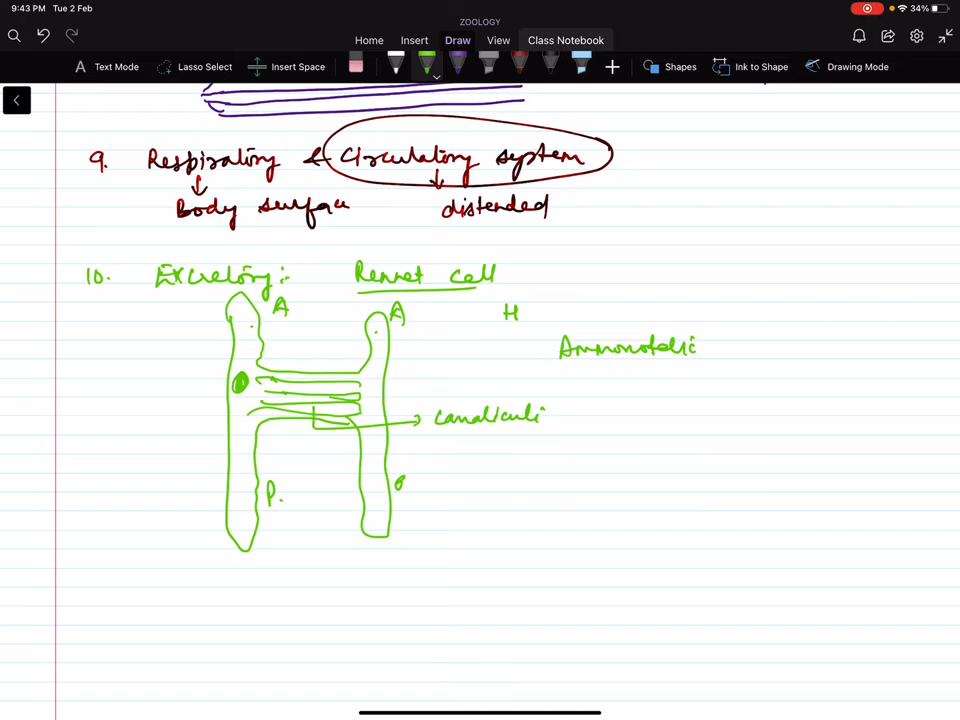 9:43 PM Tue 2 Feb
34%
ZOOLOGY
Home Insert Draw View Class Notebook
Text Mode Lasso Select Insert Space Shapes Ink to Shape Drawing Mode
9. Respiratory & Circulatory system
Body surface distended
10. Excretory:- Rennet cell
A A H
Ammonotelic
canaliculi
P.